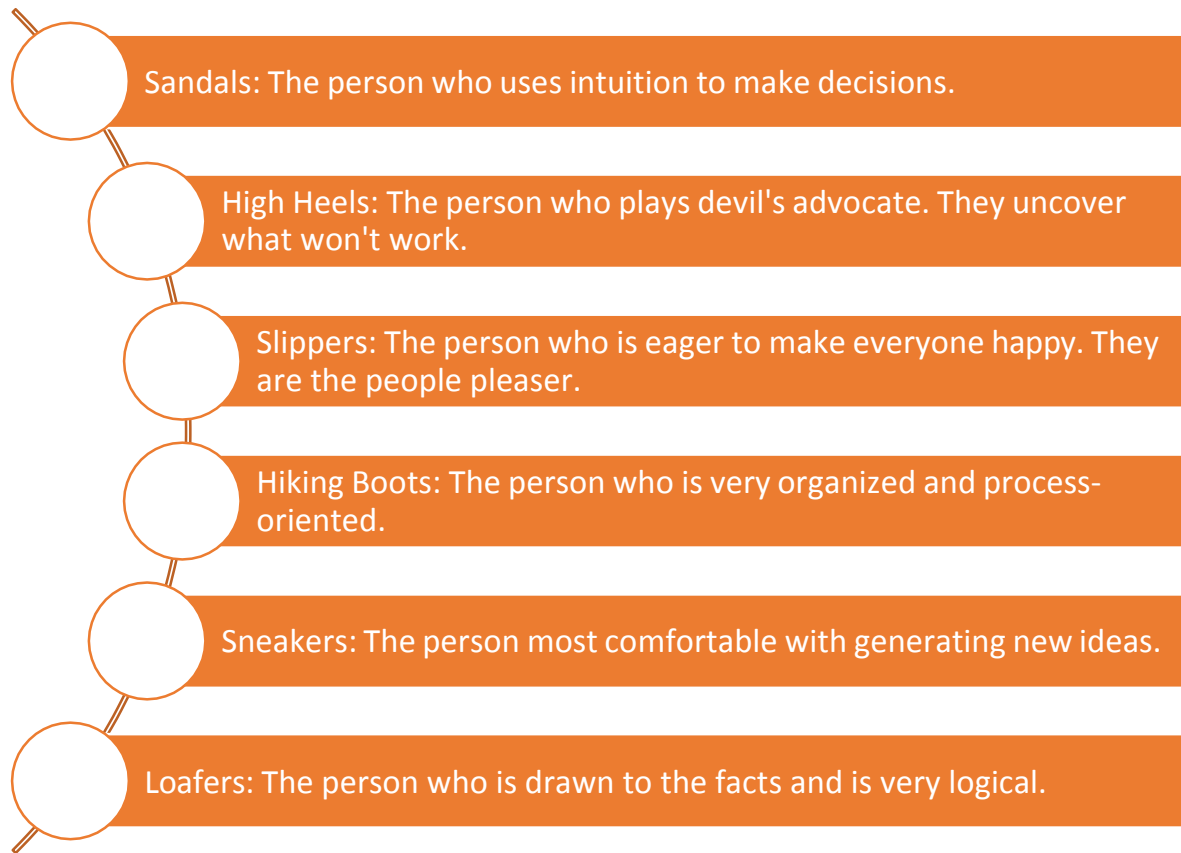 Sandals: The person who uses intuition to make decisions.
High Heels: The person who plays devil's advocate. They uncover
what won't work.
Slippers: The person who is eager to make everyone happy. They
are the people pleaser.
Hiking Boots: The person who is very organized and process-
oriented.
Sneakers: The person most comfortable with generating new ideas.
Loafers: The person who is drawn to the facts and is very logical.